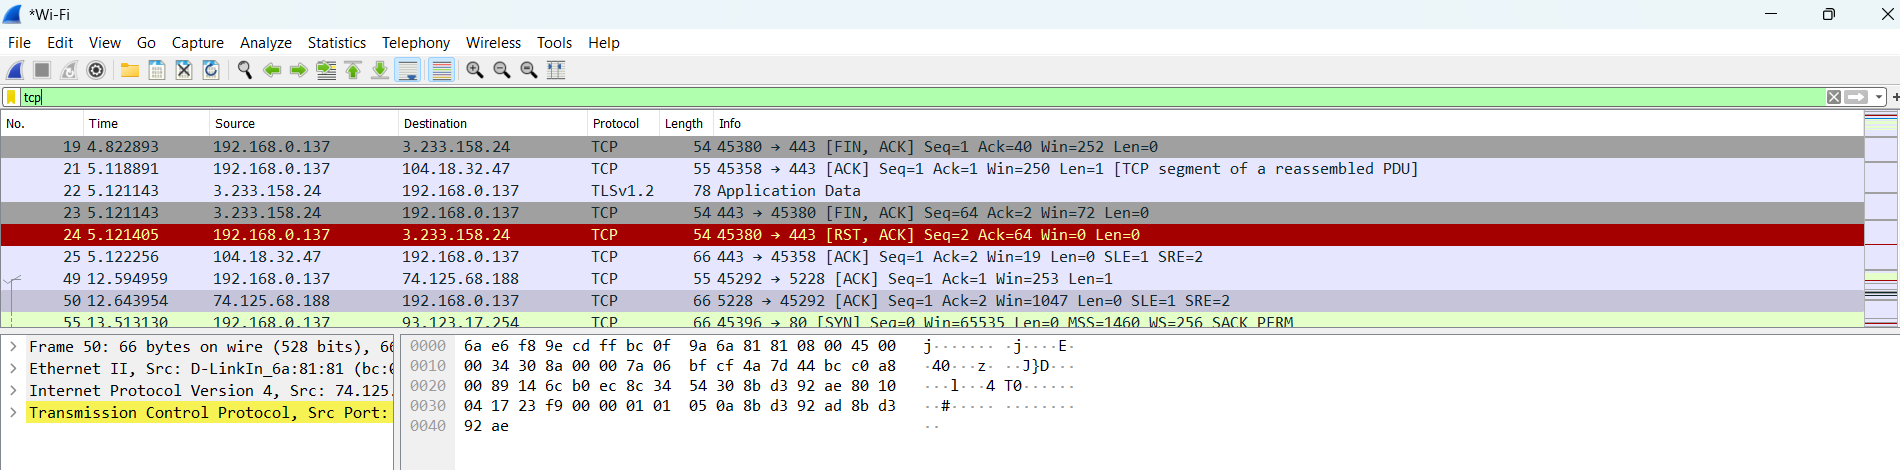 *Wi-Fi
File Edit View Go Capture Analyze Statistics Telephony Wireless Tools Help
tcp
No. Time Source Destination Protocol Length Info
19 4.822893 192.168.0.137 3.233.158.24 TCP 54 45380 → 443 [FIN, ACK] Seq=1 Ack=40 Win=252 Len=0
21 5.118891 192.168.0.137 104.18.32.47 TCP 55 45358 → 443 [ACK] Seq=1 Ack=1 Win=250 Len=1 [TCP segment of a reassembled PDU]
22 5.121143 3.233.158.24 192.168.0.137 TLSv1.2 78 Application Data
23 5.121143 3.233.158.24 192.168.0.137 TCP 54 443 → 45380 [FIN, ACK] Seq=64 Ack=2 Win=72 Len=0
24 5.121405 192.168.0.137 3.233.158.24 TCP 54 45380 → 443 [RST, ACK] Seq=2 Ack=64 Win=0 Len=0
25 5.122256 104.18.32.47 192.168.0.137 TCP 66 443 → 45358 [ACK] Seq=1 Ack=2 Win=19 Len=0 SLE=1 SRE=2
49 12.594959 192.168.0.137 74.125.68.188 TCP 55 45292 → 5228 [ACK] Seq=1 Ack=1 Win=253 Len=1
50 12.643954 74.125.68.188 192.168.0.137 TCP 66 5228 → 45292 [ACK] Seq=1 Ack=2 Win=1047 Len=0 SLE=1 SRE=2
55 13.513130 192.168.0.137 93.123.17.254 TCP 66 45396 → 80 [SYN] Seq=0 Win=65535 Len=0 MSS=1460 WS=256 SACK_PERM
Frame 50: 66 bytes on wire (528 bits), 66
Ethernet II, Src: D-LinkIn_6a:81:81 (bc:0
Internet Protocol Version 4, Src: 74.125.
Transmission Control Protocol, Src Port:
0000 6a e6 f8 9e cd ff bc 0f 9a 6a 81 81 08 00 45 00 j······· ·j····E·
0010 00 34 30 8a 00 00 7a 06 bf cf 4a 7d 44 bc c0 a8 ·40···z· ··J}D···
0020 00 89 14 6c b0 ec 8c 34 54 30 8b d3 92 ae 80 10 ···l···4 T0······
0030 04 17 23 f9 00 00 01 01 05 0a 8b d3 92 ad 8b d3 ··#····· ········
0040 92 ae ··